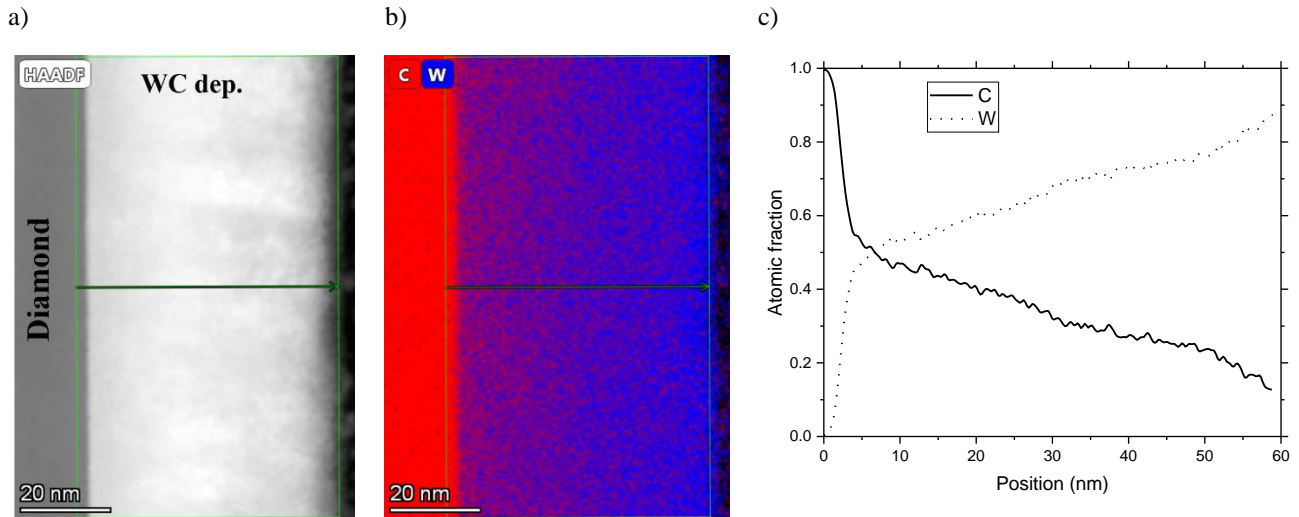 a)
HAADF
WC dep.
Diamond
20 nm
b)
C W
20 nm
c)
Atomic fraction
1.0
0.8
0.6
0.4
0.2
0.0
C
W
0 10 20 30 40 50 60
Position (nm)